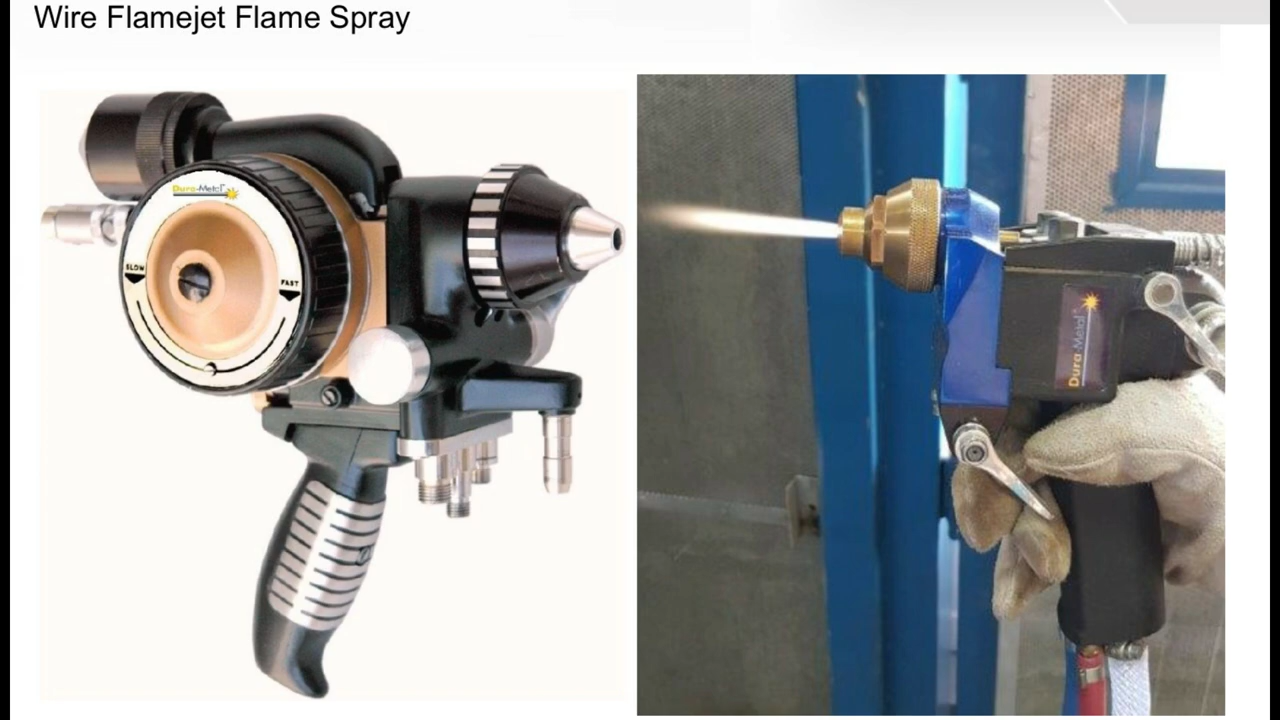 Wire Flamejet Flame Spray
Dura-Metal
SLOW
FAST
Dura-Metal